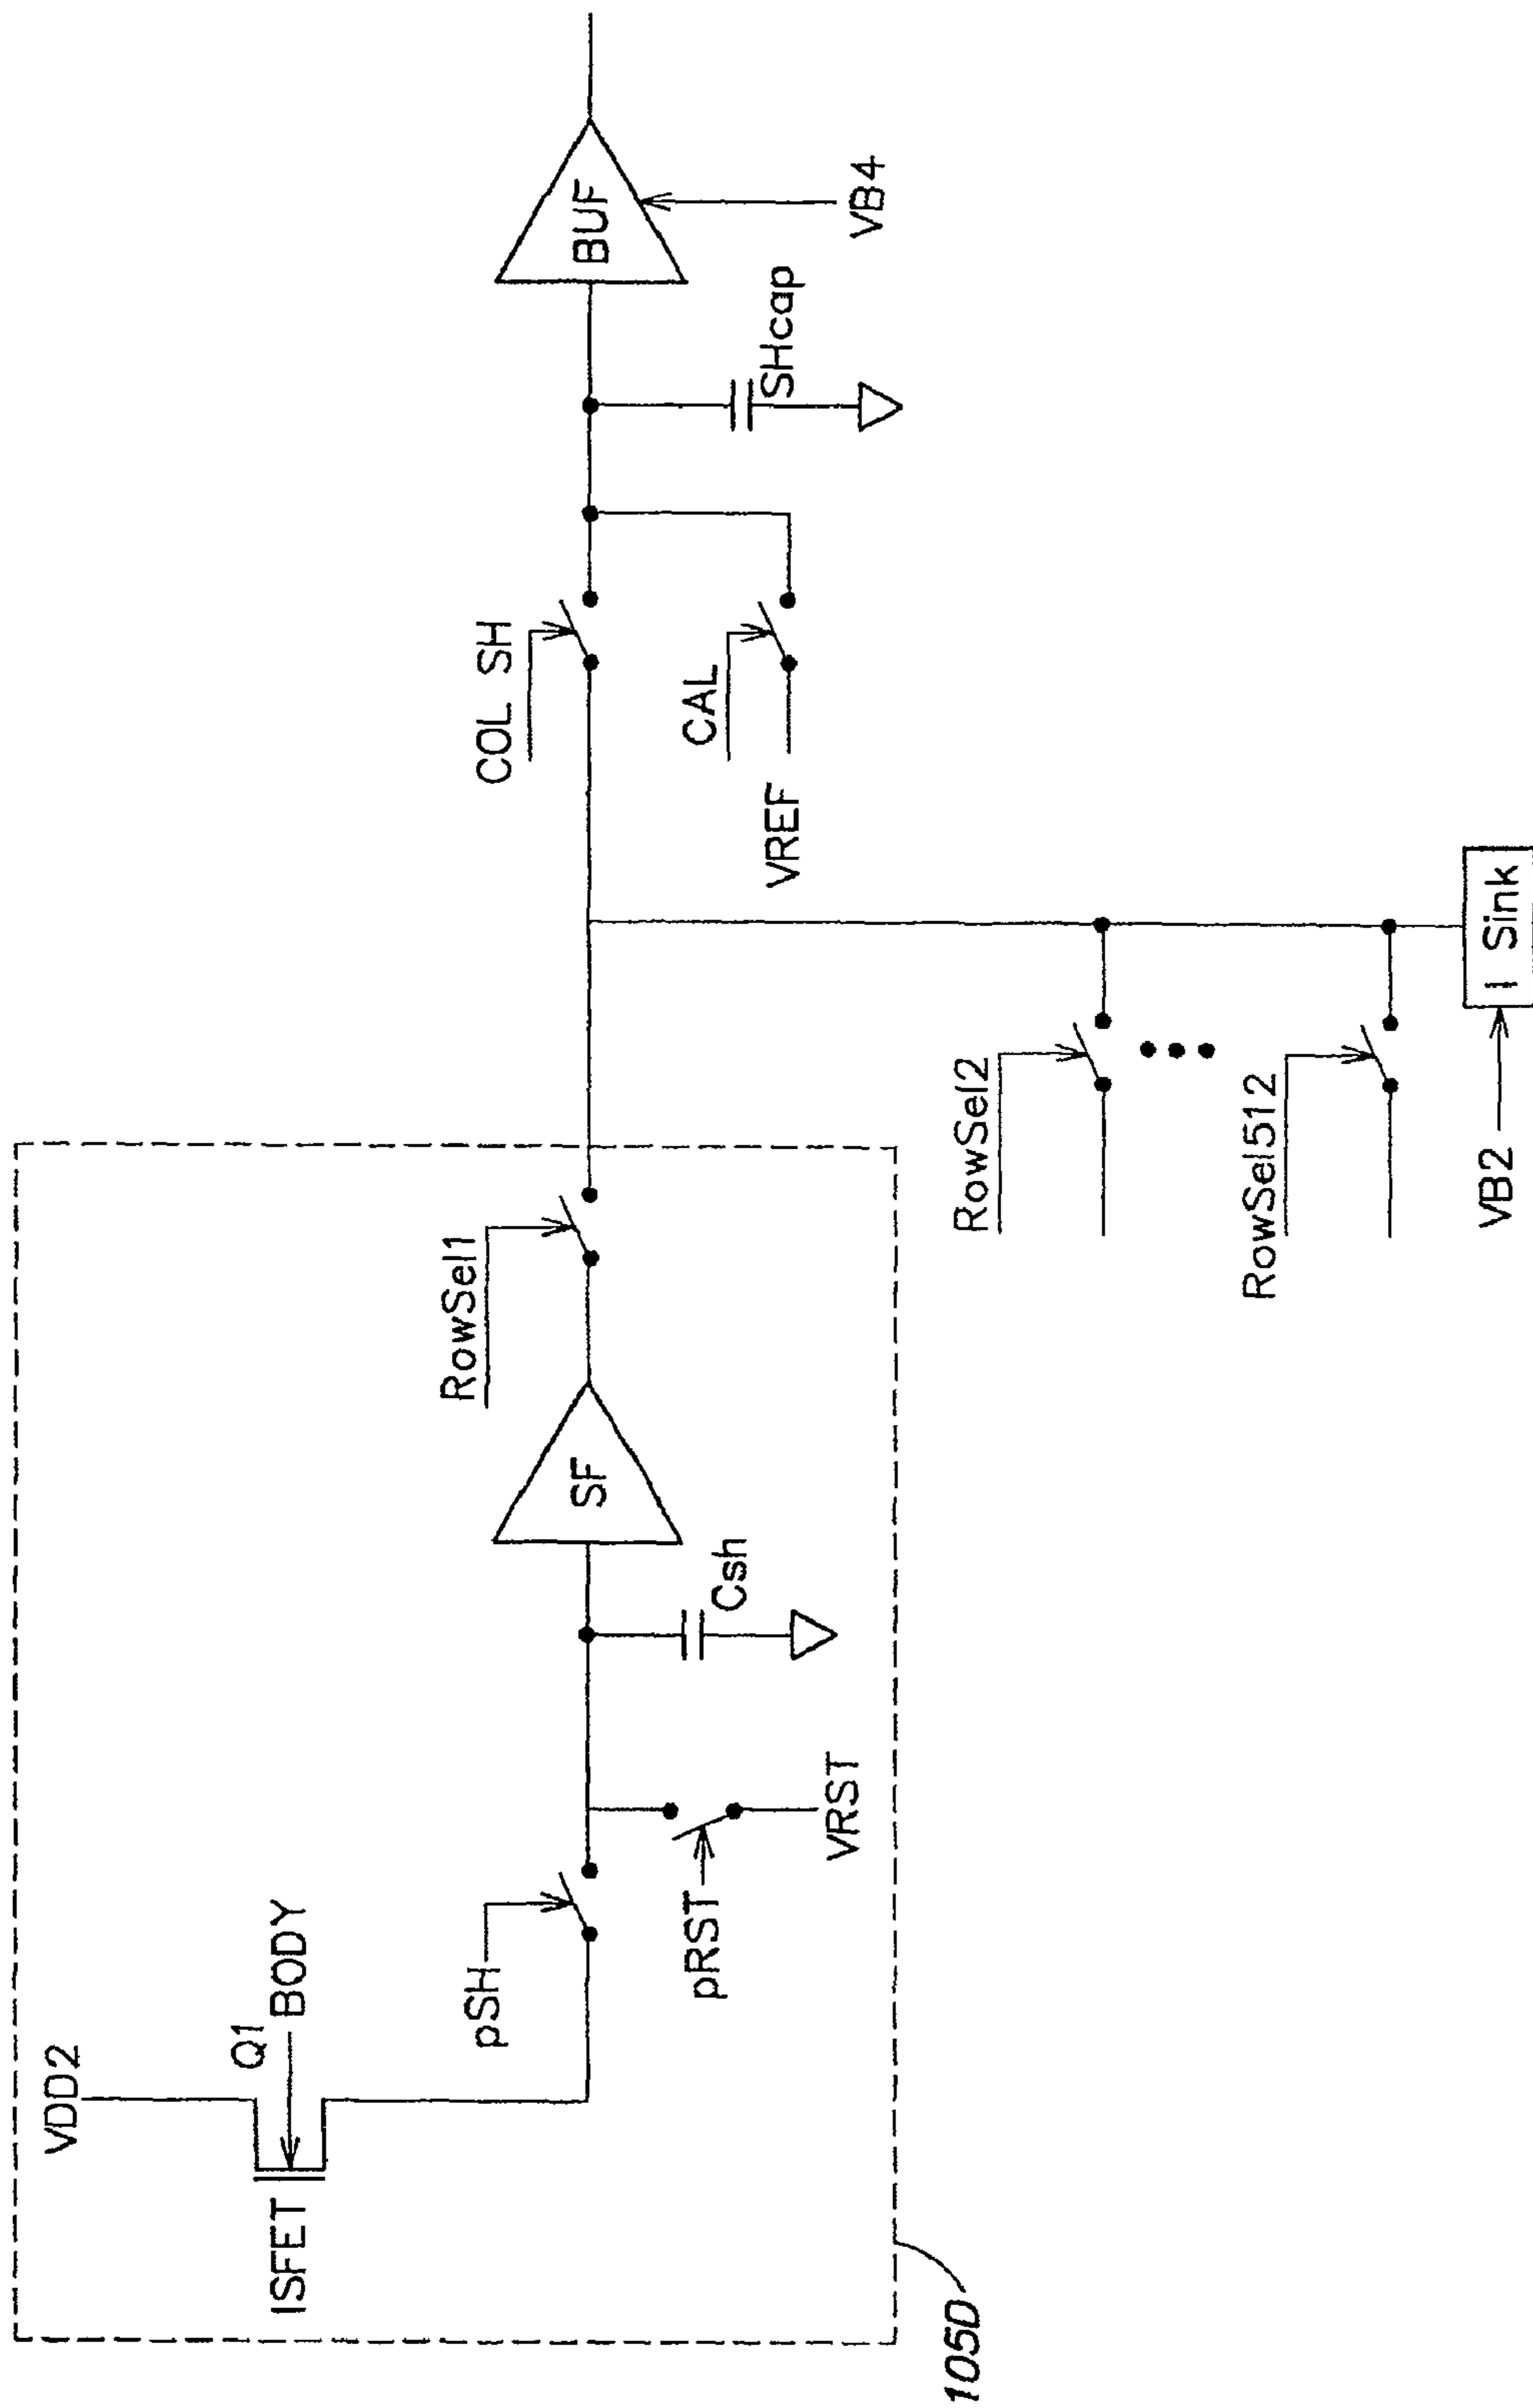 VDD2
Q1
BODY
ISFET
pSH
pRST
VRST
Csh
SF
RowSel1
105D
RowSel2
RowSel512
VB2
I Sink
COL SH
CAL
VREF
SHcap
BUF
VB4